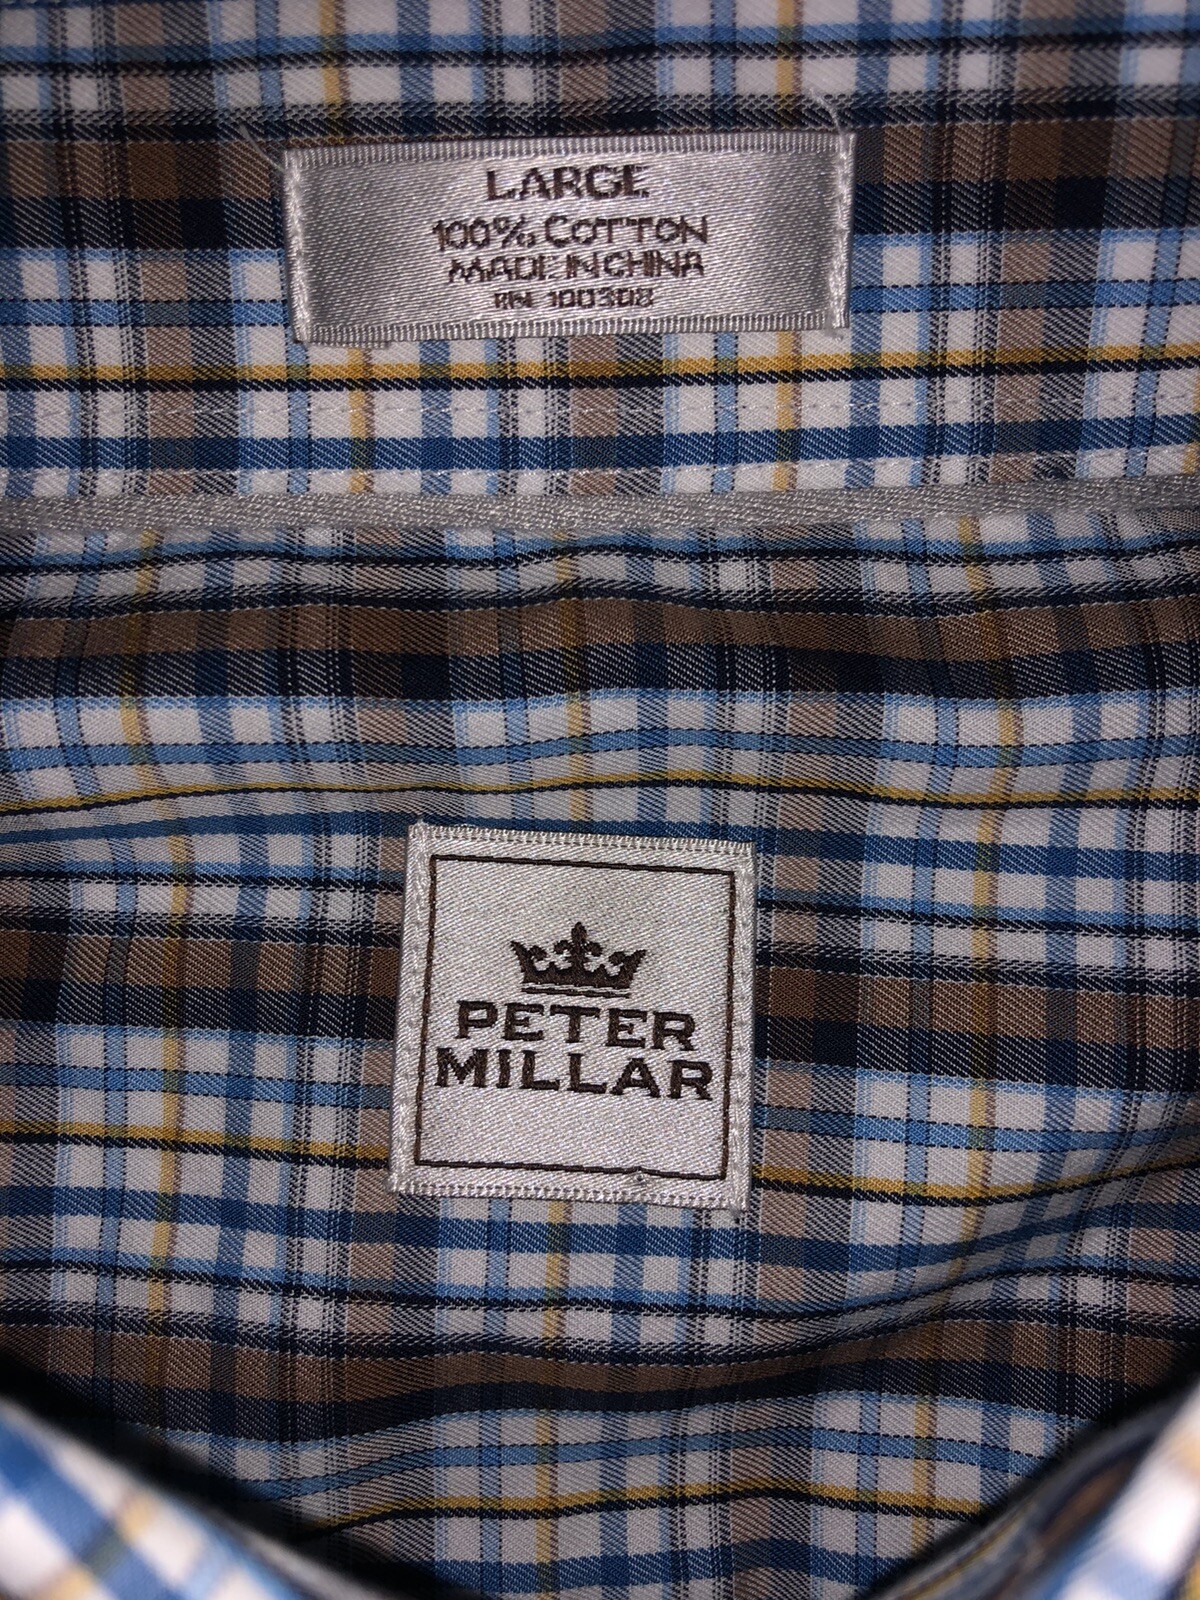 LARGE
100% COTTON
MADE IN CHINA
RN 100308
PETER
MILLAR